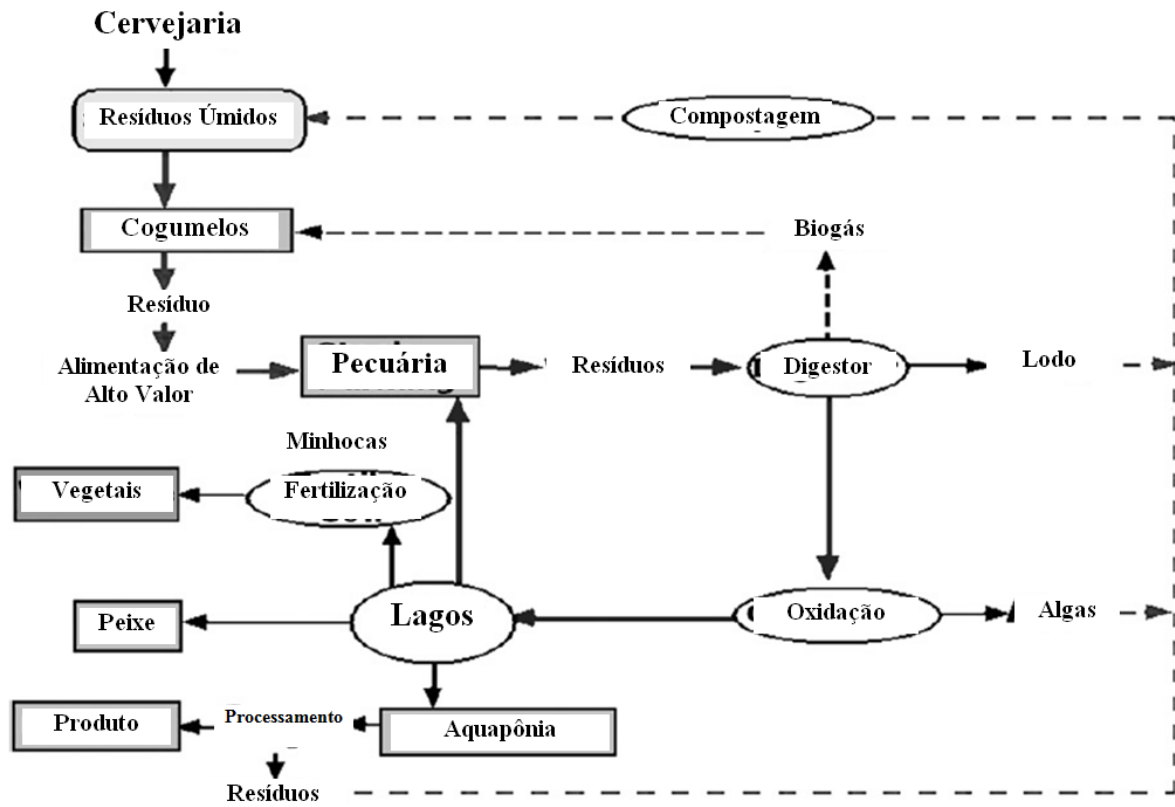 Cervejaria
Resíduos Úmidos
Compostagem
Cogumelos
Biogás
Resíduo
Alimentação de
Alto Valor
Pecuária
Resíduos
Digestor
Lodo
Minhocas
Vegetais
Fertilização
Peixe
Lagos
Oxidação
Algas
Produto
Processamento
Aquapônia
Resíduos